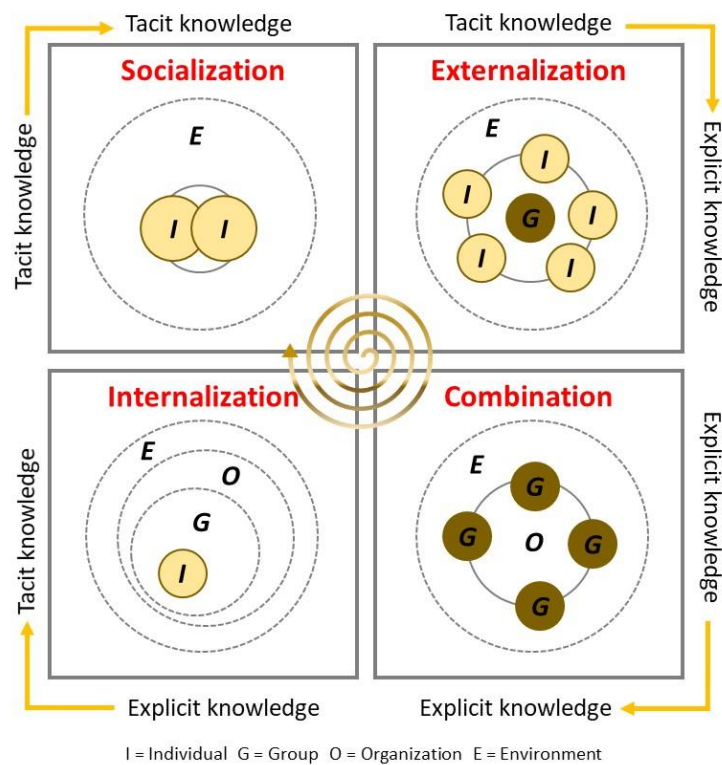 Tacit knowledge
Tacit knowledge
Tacit knowledge
Explicit knowledge
Socialization
E
I
I
Externalization
E
I
I
I
I
I
G
Internalization
E
O
G
I
Combination
E
G
G
O
G
G
Tacit knowledge
Explicit knowledge
Explicit knowledge
Explicit knowledge
I = Individual G = Group O = Organization E = Environment